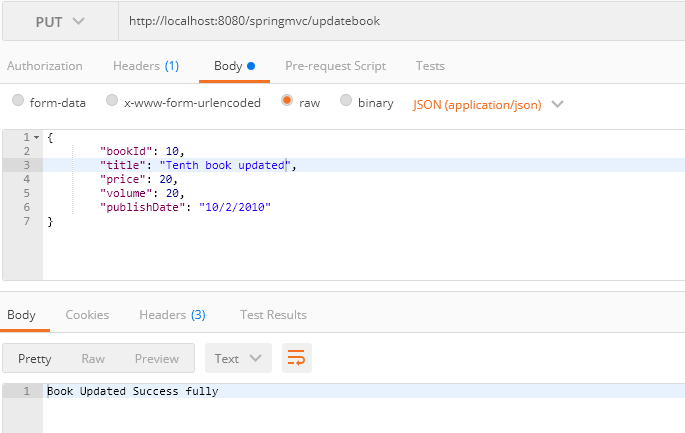 PUT http://localhost:8080/springmvc/updatebook
Authorization Headers (1) Body Pre-request Script Tests
form-data x-www-form-urlencoded raw binary JSON (application/json)
1 {
2 "bookId": 10,
3 "title": "Tenth book updated",
4 "price": 20,
5 "volume": 20,
6 "publishDate": "10/2/2010"
7 }
Body Cookies Headers (3) Test Results
Pretty Raw Preview Text
1 Book Updated Success fully